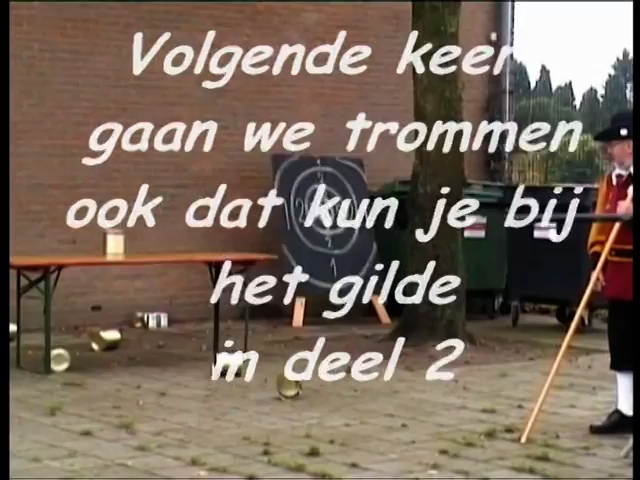 Volgende keer
gaan we trommen
ook dat kun je bij
het gilde
in deel 2